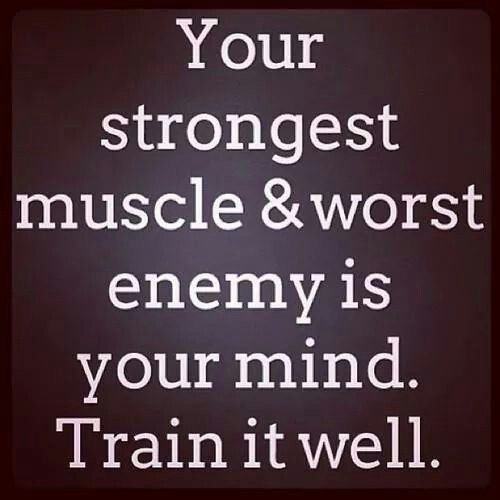 Your
strongest
muscle & worst
enemy is
your mind.
Train it well.